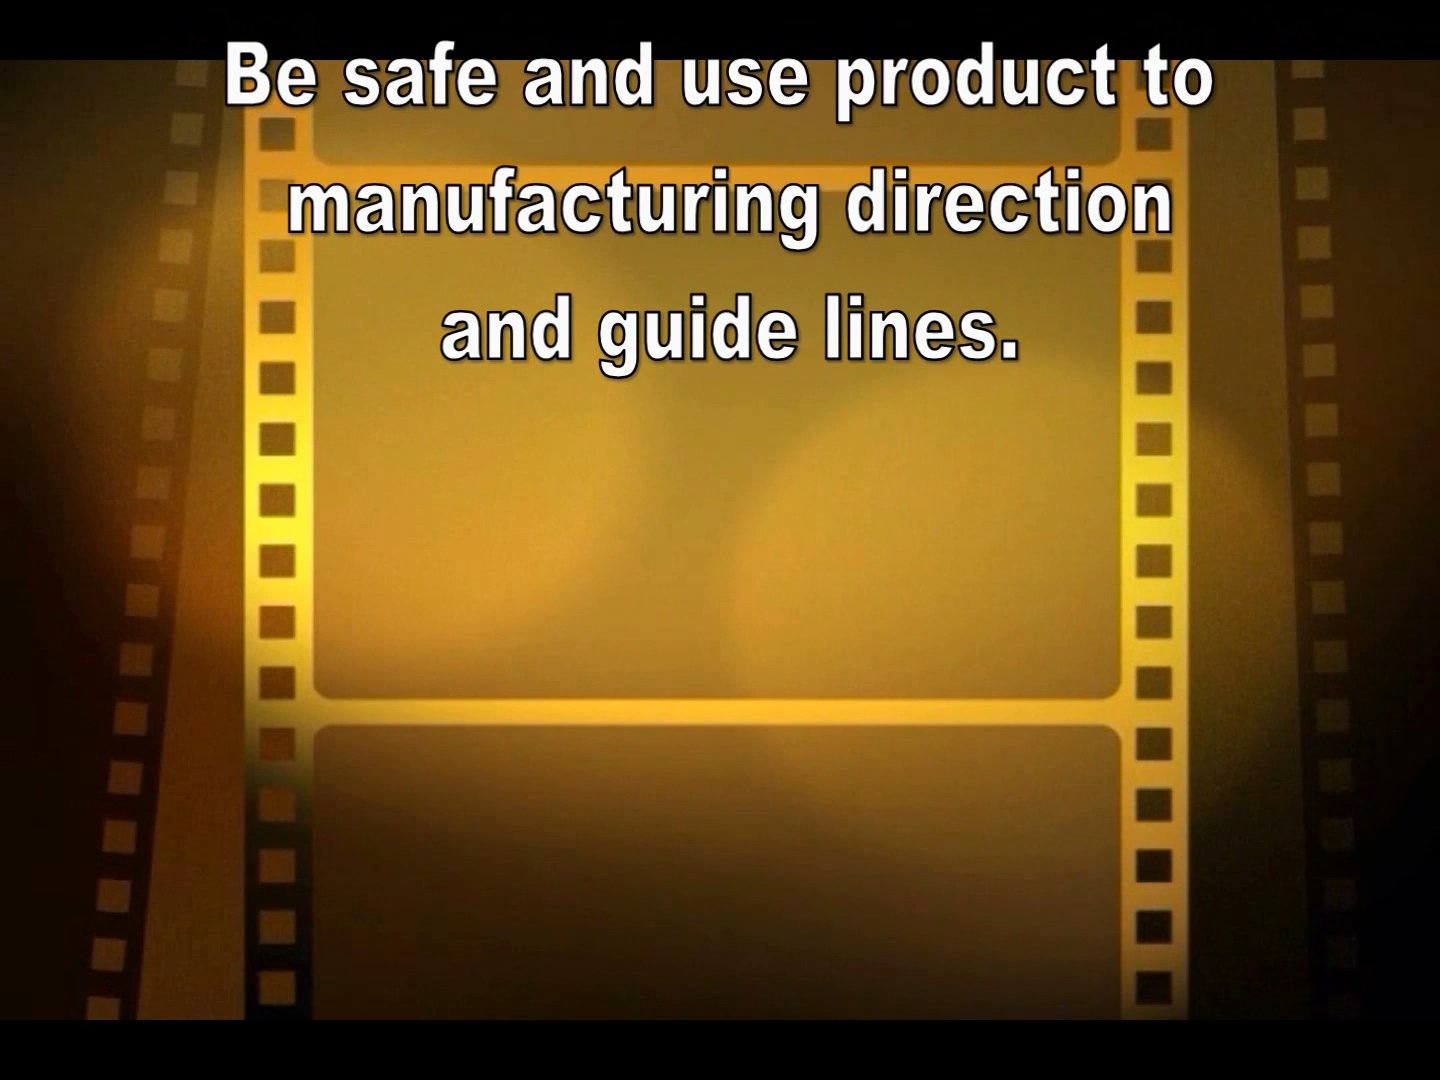 Be safe and use product to
manufacturing direction
and guide lines.